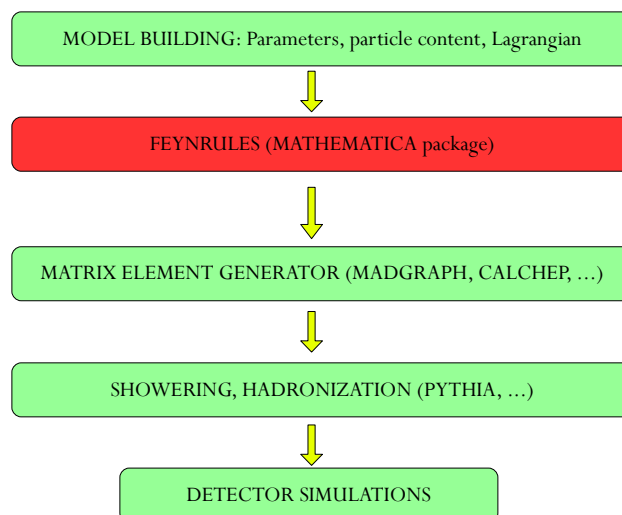 MODEL BUILDING: Parameters, particle content, Lagrangian
FEYNRULES (MATHEMATICA package)
MATRIX ELEMENT GENERATOR (MADGRAPH, CALCHEP, ...)
SHOWERING, HADRONIZATION (PYTHIA, ...)
DETECTOR SIMULATIONS